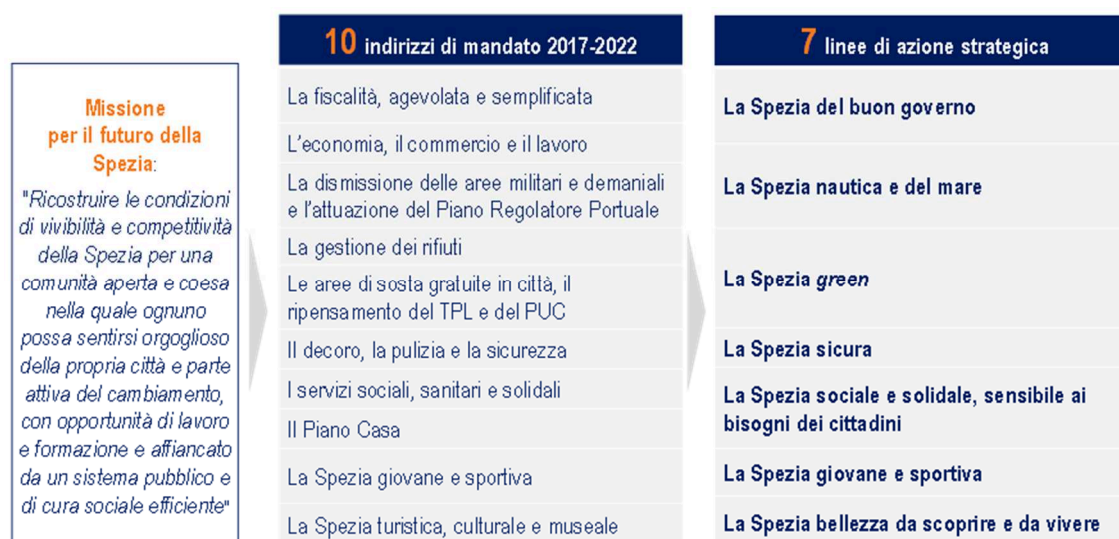 Missione
per il futuro della
Spezia:
"Ricostruire le condizioni
di vivibilità e competitività
della Spezia per una
comunità aperta e coesa
nella quale ognuno
possa sentirsi orgoglioso
della propria città e parte
attiva del cambiamento,
con opportunità di lavoro
e formazione e affiancato
da un sistema pubblico e
di cura sociale efficiente"
10 indirizzi di mandato 2017-2022
La fiscalità, agevolata e semplificata
L'economia, il commercio e il lavoro
La dismissione delle aree militari e demaniali
e l'attuazione del Piano Regolatore Portuale
La gestione dei rifiuti
Le aree di sosta gratuite in città, il
ripensamento del TPL e del PUC
Il decoro, la pulizia e la sicurezza
I servizi sociali, sanitari e solidali
Il Piano Casa
La Spezia giovane e sportiva
La Spezia turistica, culturale e museale
7 linee di azione strategica
La Spezia del buon governo
La Spezia nautica e del mare
La Spezia green
La Spezia sicura
La Spezia sociale e solidale, sensibile ai
bisogni dei cittadini
La Spezia giovane e sportiva
La Spezia bellezza da scoprire e da vivere